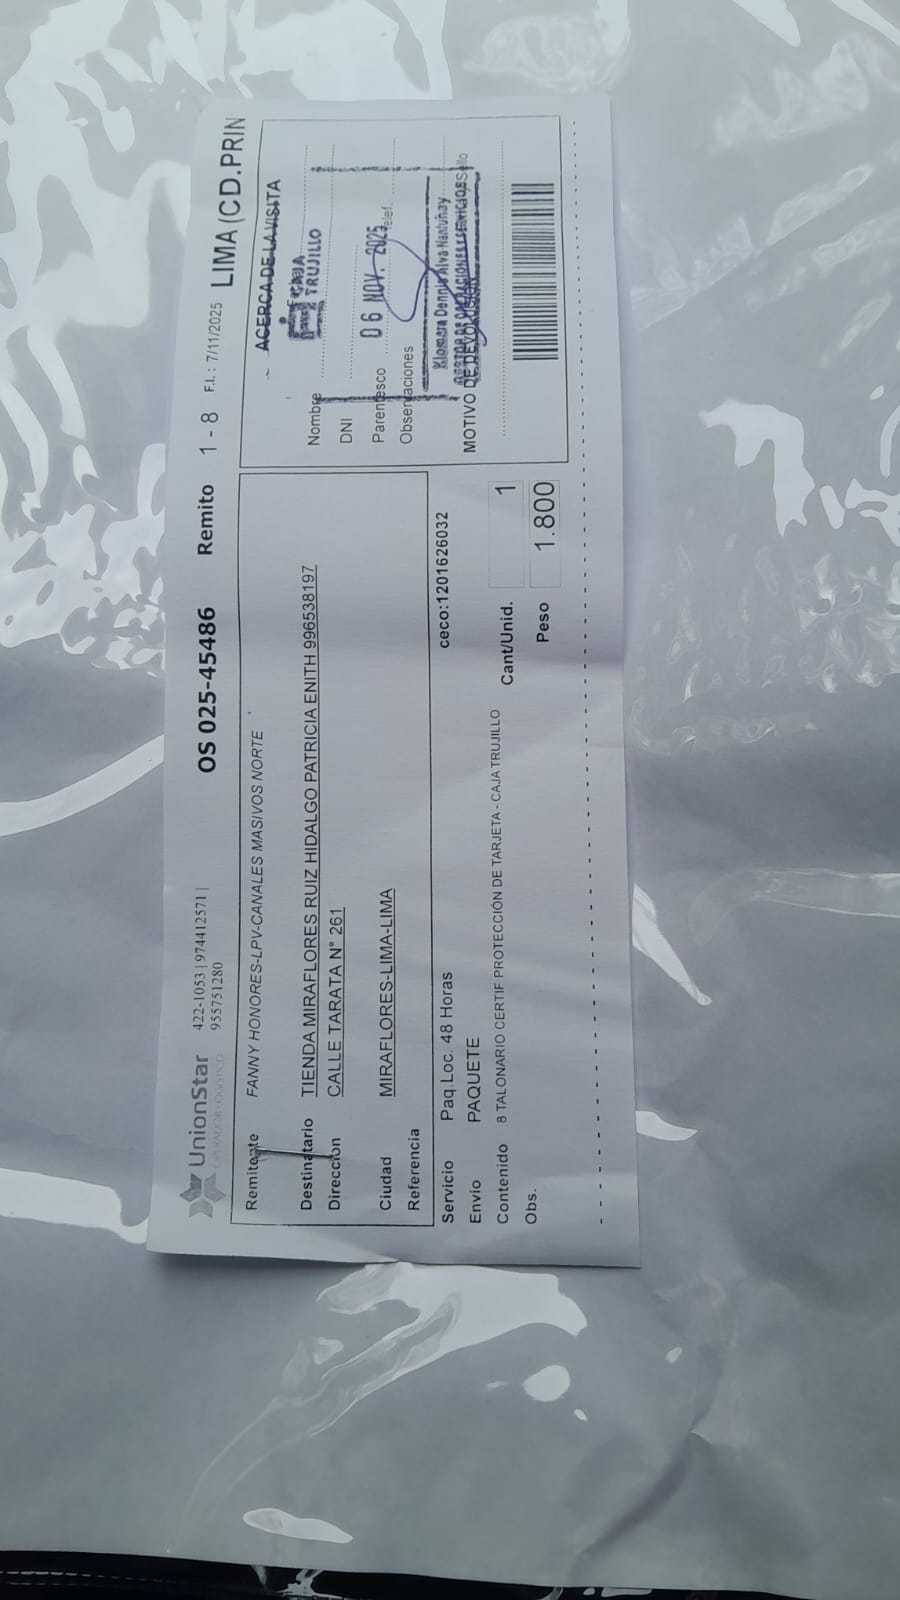 UnionStar
OPERADOR LOGISTICO
422-1053 | 974412571 |
955751280
OS 025-45486
Remito 1 - 8
F.I.: 7/11/2025
LIMA (CD.PRIN
Remitente FANNY HONORES-LPV-CANALES MASIVOS NORTE
Destinatario TIENDA MIRAFLORES RUIZ HIDALGO PATRICIA ENITH 996538197
Dirección CALLE TARATA N° 261
Ciudad MIRAFLORES-LIMA-LIMA
Referencia
ACERCA DE LA VISITA
CAJA
TRUJILLO
Nombre
DNI
06 NOV. 2025
Parentesco
Telef.
Observaciones
MOTIVO DE DEVOLUCION
Servicio Paq.Loc. 48 Horas
ceco:1201626032
Envio PAQUETE
Contenido 8 TALONARIO CERTIF PROTECCIÓN DE TARJETA - CAJA TRUJILLO
Cant/Unid. 1
Obs.
Peso 1.800